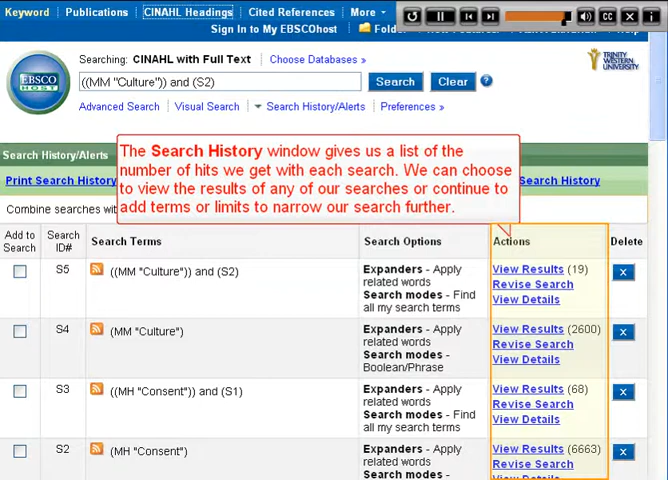 Keyword Publications CINAHL Headings Cited References More
Sign In to My EBSCOhost Folder
Searching: CINAHL with Full Text Choose Databases »
((MM "Culture") and (S2) Search Clear
Advanced Search Visual Search Search History/Alerts Preferences »
EBSCO
HOST
TRINITY
WESTERN
UNIVERSITY
CC
The Search History window gives us a list of the
number of hits we get with each search. We can choose
to view the results of any of our searches or continue to
add terms or limits to narrow our search further.
Search History/Alerts
Print Search History Search History
Combine searches
Add to Search Search ID# Search Terms Search Options Actions Delete
S5 ((MM "Culture")) and (S2) Expanders - Apply View Results (19) X
related words Revise Search
Search modes - Find View Details
all my search terms
S4 (MM "Culture") Expanders - Apply View Results (2600) X
related words Revise Search
Search modes - View Details
Boolean/Phrase
S3 ((MH "Consent")) and (S1) Expanders - Apply View Results (68) X
related words Revise Search
Search modes - Find View Details
all my search terms
S2 (MH "Consent") Expanders - Apply View Results (6663) X
related words Revise Search